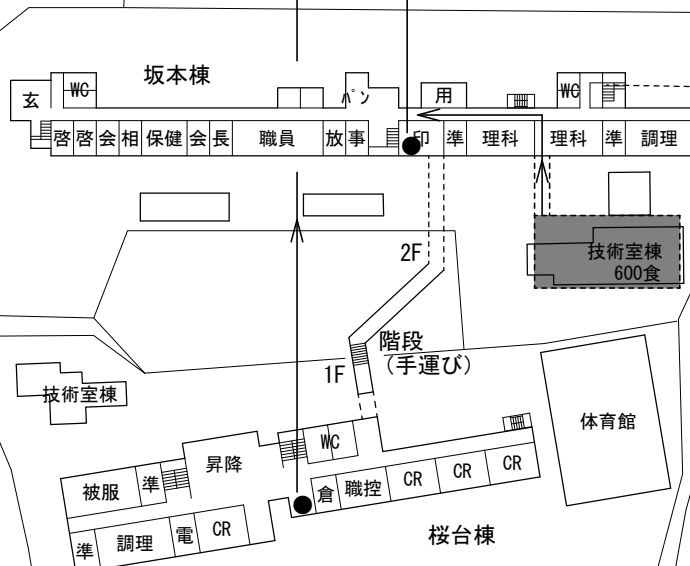 坂本棟
玄
WC
パン
用
WC
啓 啓 会 相 保健 会 長 職員 放 事 印 準 理科 理科 準 調理
2F
技術室棟
600食
階段
（手運び）
1F
技術室棟
体育館
WC
昇降
被服 準
倉 職控 CR CR CR
準 調理 電 CR
桜台棟